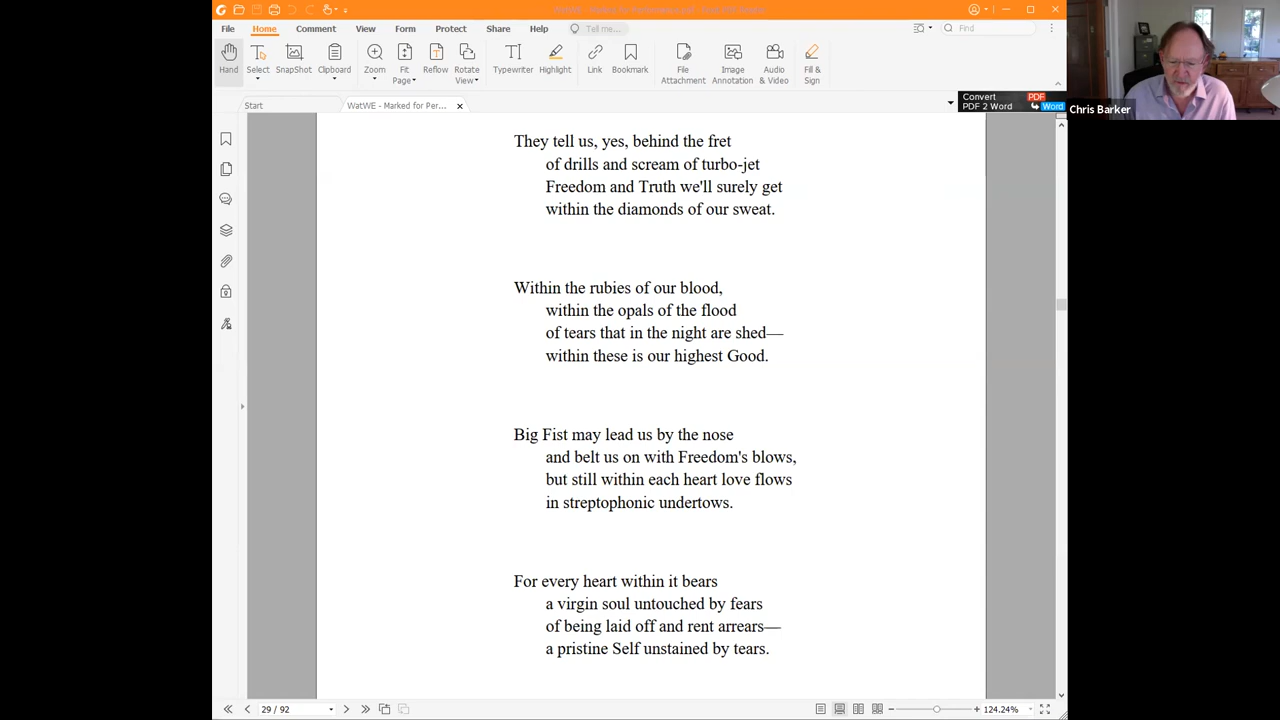 File Home Comment View Form Protect Share Help Tell me... Find
Hand Select SnapShot Clipboard Zoom Fit Page Reflow Rotate View Typewriter Highlight Link Bookmark File Attachment Image Annotation Audio & Video Fill & Sign
Start WatWE - Marked for Per...
Convert PDF
PDF 2 Word Word
Chris Barker
They tell us, yes, behind the fret
of drills and scream of turbo-jet
Freedom and Truth we'll surely get
within the diamonds of our sweat.
Within the rubies of our blood,
within the opals of the flood
of tears that in the night are shed—
within these is our highest Good.
Big Fist may lead us by the nose
and belt us on with Freedom's blows,
but still within each heart love flows
in streptophonic undertows.
For every heart within it bears
a virgin soul untouched by fears
of being laid off and rent arrears—
a pristine Self unstained by tears.
29 / 92 124.24%